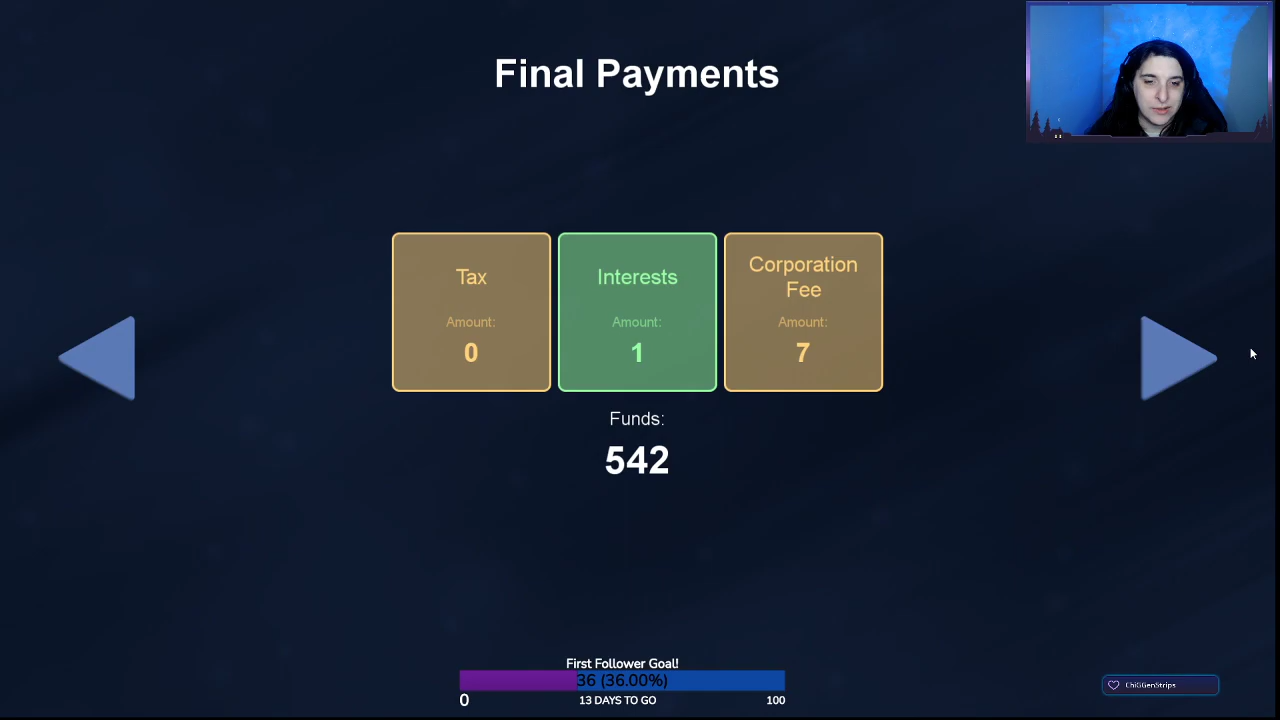 Final Payments
Tax
Amount:
0
Interests
Amount:
1
Corporation
Fee
Amount:
7
Funds:
542
First Follower Goal!
36 (36.00%)
0
13 DAYS TO GO
100
ChiGGenStrips